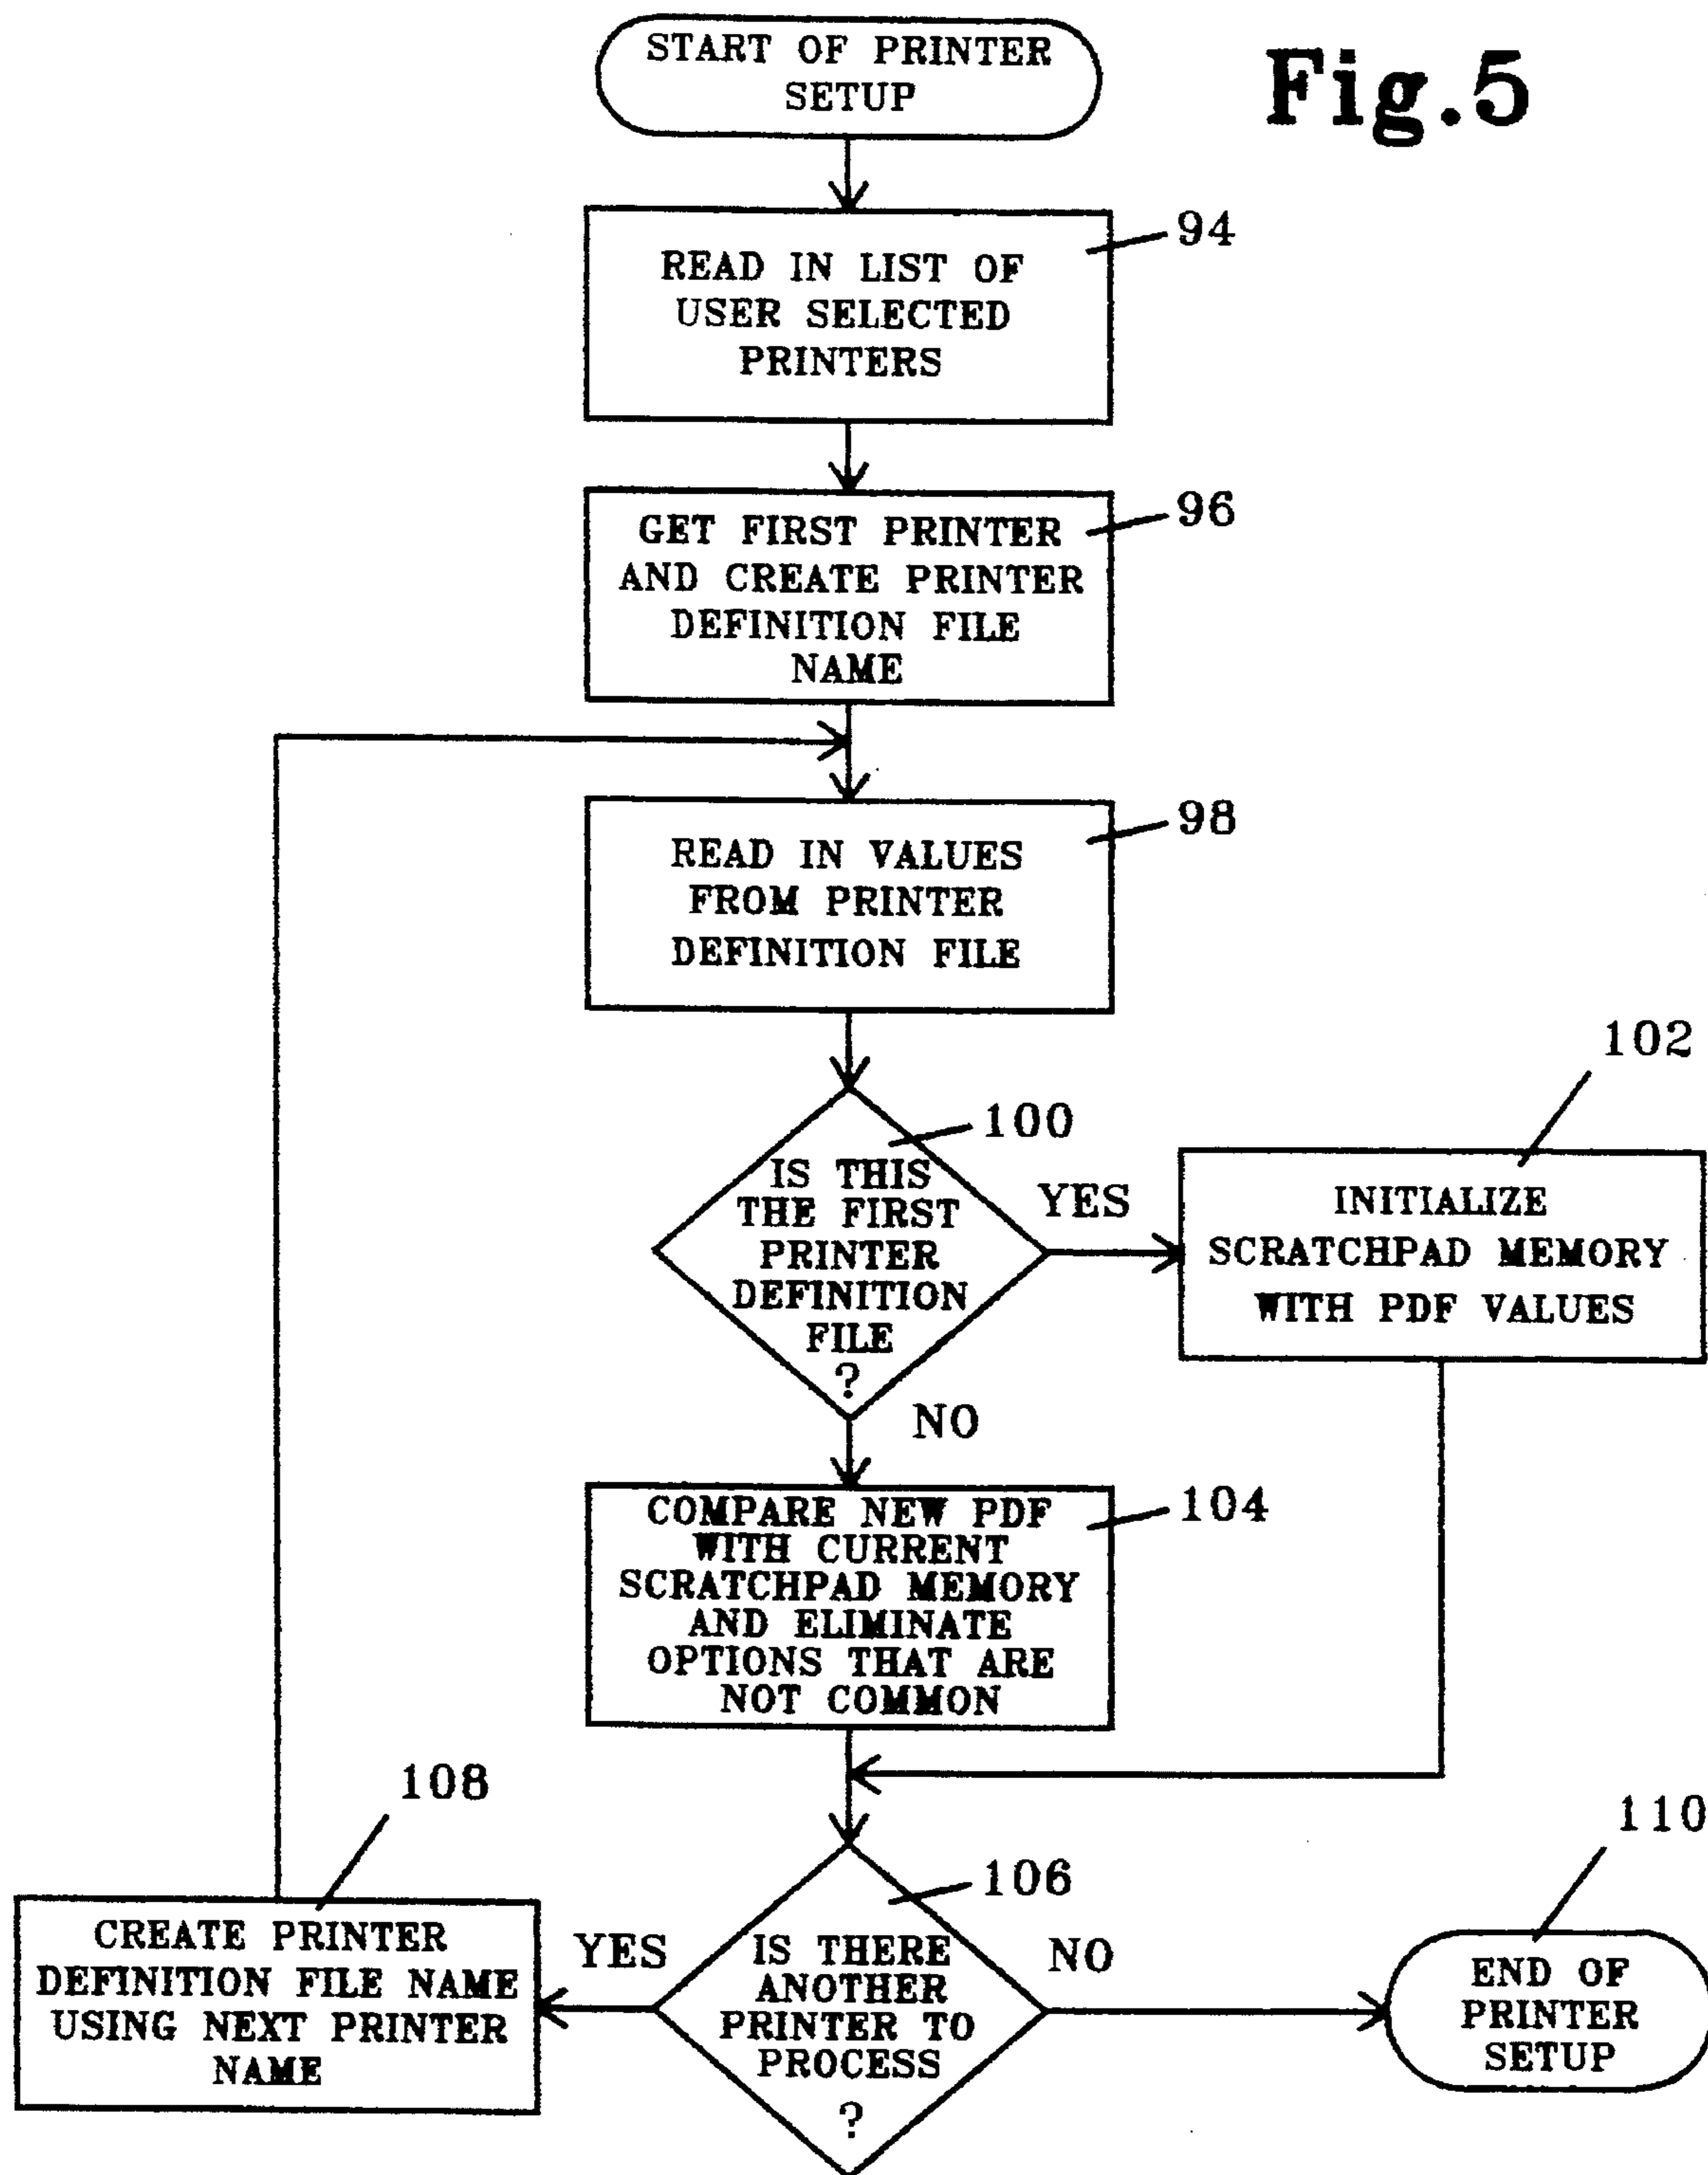 START OF PRINTER
SETUP
Fig.5
94
READ IN LIST OF
USER SELECTED
PRINTERS
96
GET FIRST PRINTER
AND CREATE PRINTER
DEFINITION FILE
NAME
98
READ IN VALUES
FROM PRINTER
DEFINITION FILE
100
IS THIS
THE FIRST
PRINTER
DEFINITION
FILE
?
YES
102
INITIALIZE
SCRATCHPAD MEMORY
WITH PDF VALUES
NO
104
COMPARE NEW PDF
WITH CURRENT
SCRATCHPAD MEMORY
AND ELIMINATE
OPTIONS THAT ARE
NOT COMMON
106
IS THERE
ANOTHER
PRINTER TO
PROCESS
?
YES
108
CREATE PRINTER
DEFINITION FILE NAME
USING NEXT PRINTER
NAME
NO
110
END OF
PRINTER
SETUP